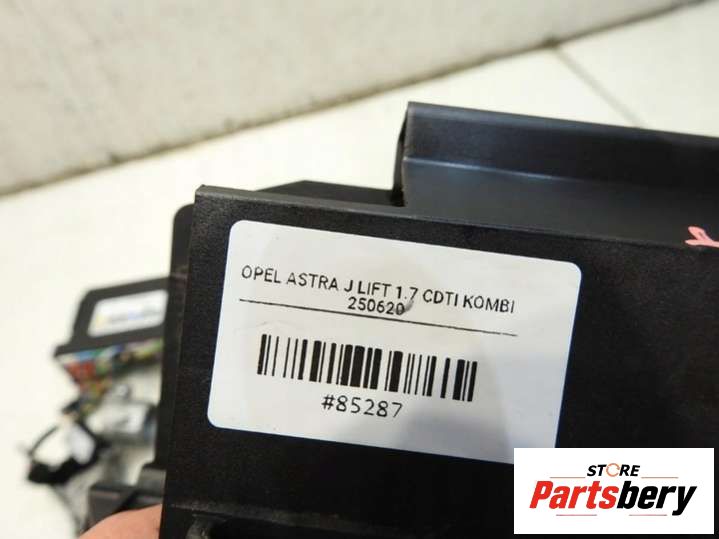 OPEL ASTRA J LIFT 1.7 CDTI KOMBI
250620
#85287
STORE
Partsbery